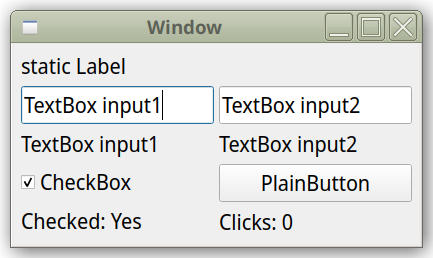 Window
static Label
TextBox input1 TextBox input2
TextBox input1 TextBox input2
CheckBox PlainButton
Checked: Yes Clicks: 0